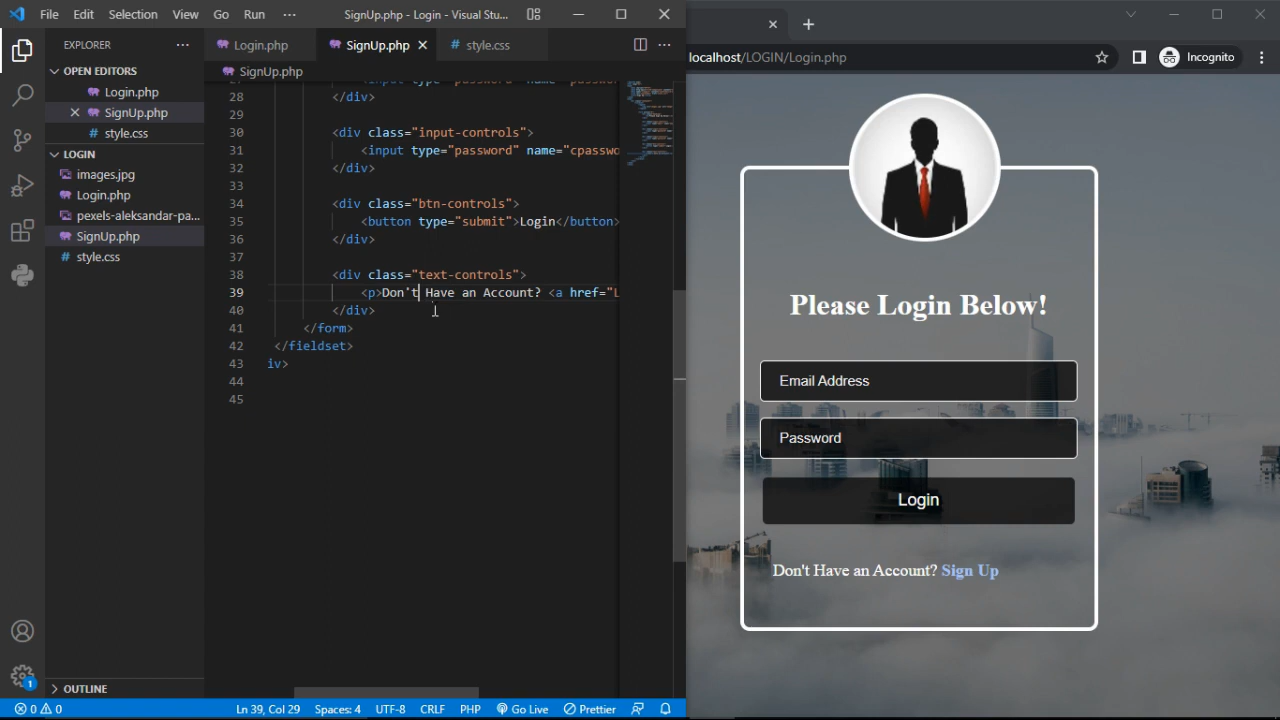 File Edit Selection View Go Run ··· SignUp.php - Login - Visual Stu...
EXPLORER
OPEN EDITORS
Login.php
SignUp.php
style.css
LOGIN
images.jpg
Login.php
pexels-aleksandar-pa...
SignUp.php
style.css
OUTLINE
Login.php SignUp.php style.css
SignUp.php
28 </div>
29
30 <div class="input-controls">
31 <input type="password" name="cpasswo
32 </div>
33
34 <div class="btn-controls">
35 <button type="submit">Login</button>
36 </div>
37
38 <div class="text-controls">
39 <p>Don't Have an Account? <a href="L
40 </div>
41 </form>
42 </fieldset>
43 iv>
44
45
1
0 0 Ln 39, Col 29 Spaces: 4 UTF-8 CRLF PHP Go Live Prettier
localhost/LOGIN/Login.php Incognito
Please Login Below!
Email Address
Password
Login
Don't Have an Account? Sign Up